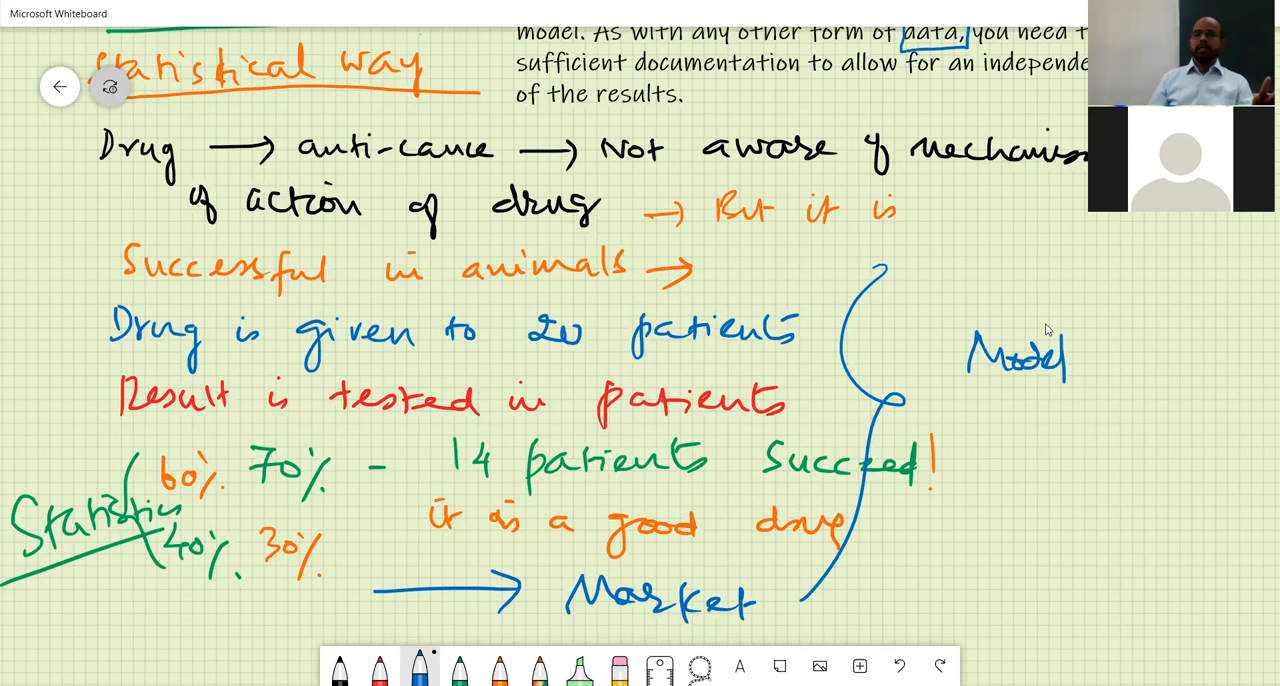 Microsoft Whiteboard
model. As with any other form of data, you need t
sufficient documentation to allow for an independe
of the results.
Statistical way
Drug → anti-cance → Not aware of mechanism
of action of drug → But it is
Successful in animals →
Drug is given to 20 patients
Result is tested in patients
60% 70% - 14 patients Succeed!
Statistics
it is a good drug
40% 30%
→ Market
Model
A